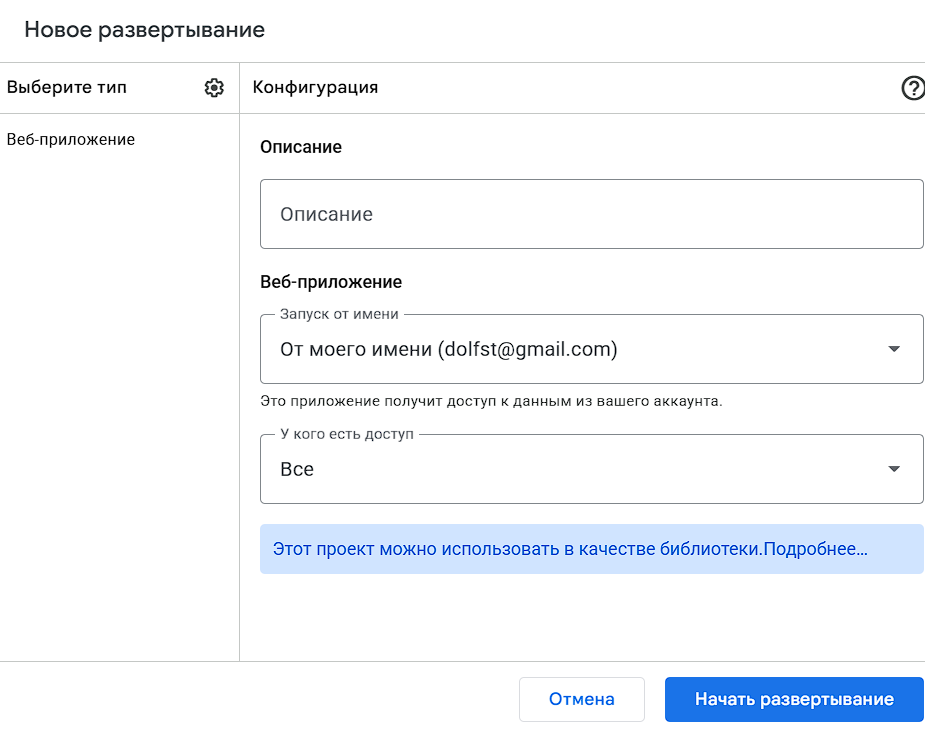 Новое развертывание
Выберите тип
Конфигурация
Веб-приложение
Описание
Описание
Веб-приложение
Запуск от имени
От моего имени (dolfst@gmail.com)
Это приложение получит доступ к данным из вашего аккаунта.
У кого есть доступ
Все
Этот проект можно использовать в качестве библиотеки.Подробнее…
Отмена
Начать развертывание